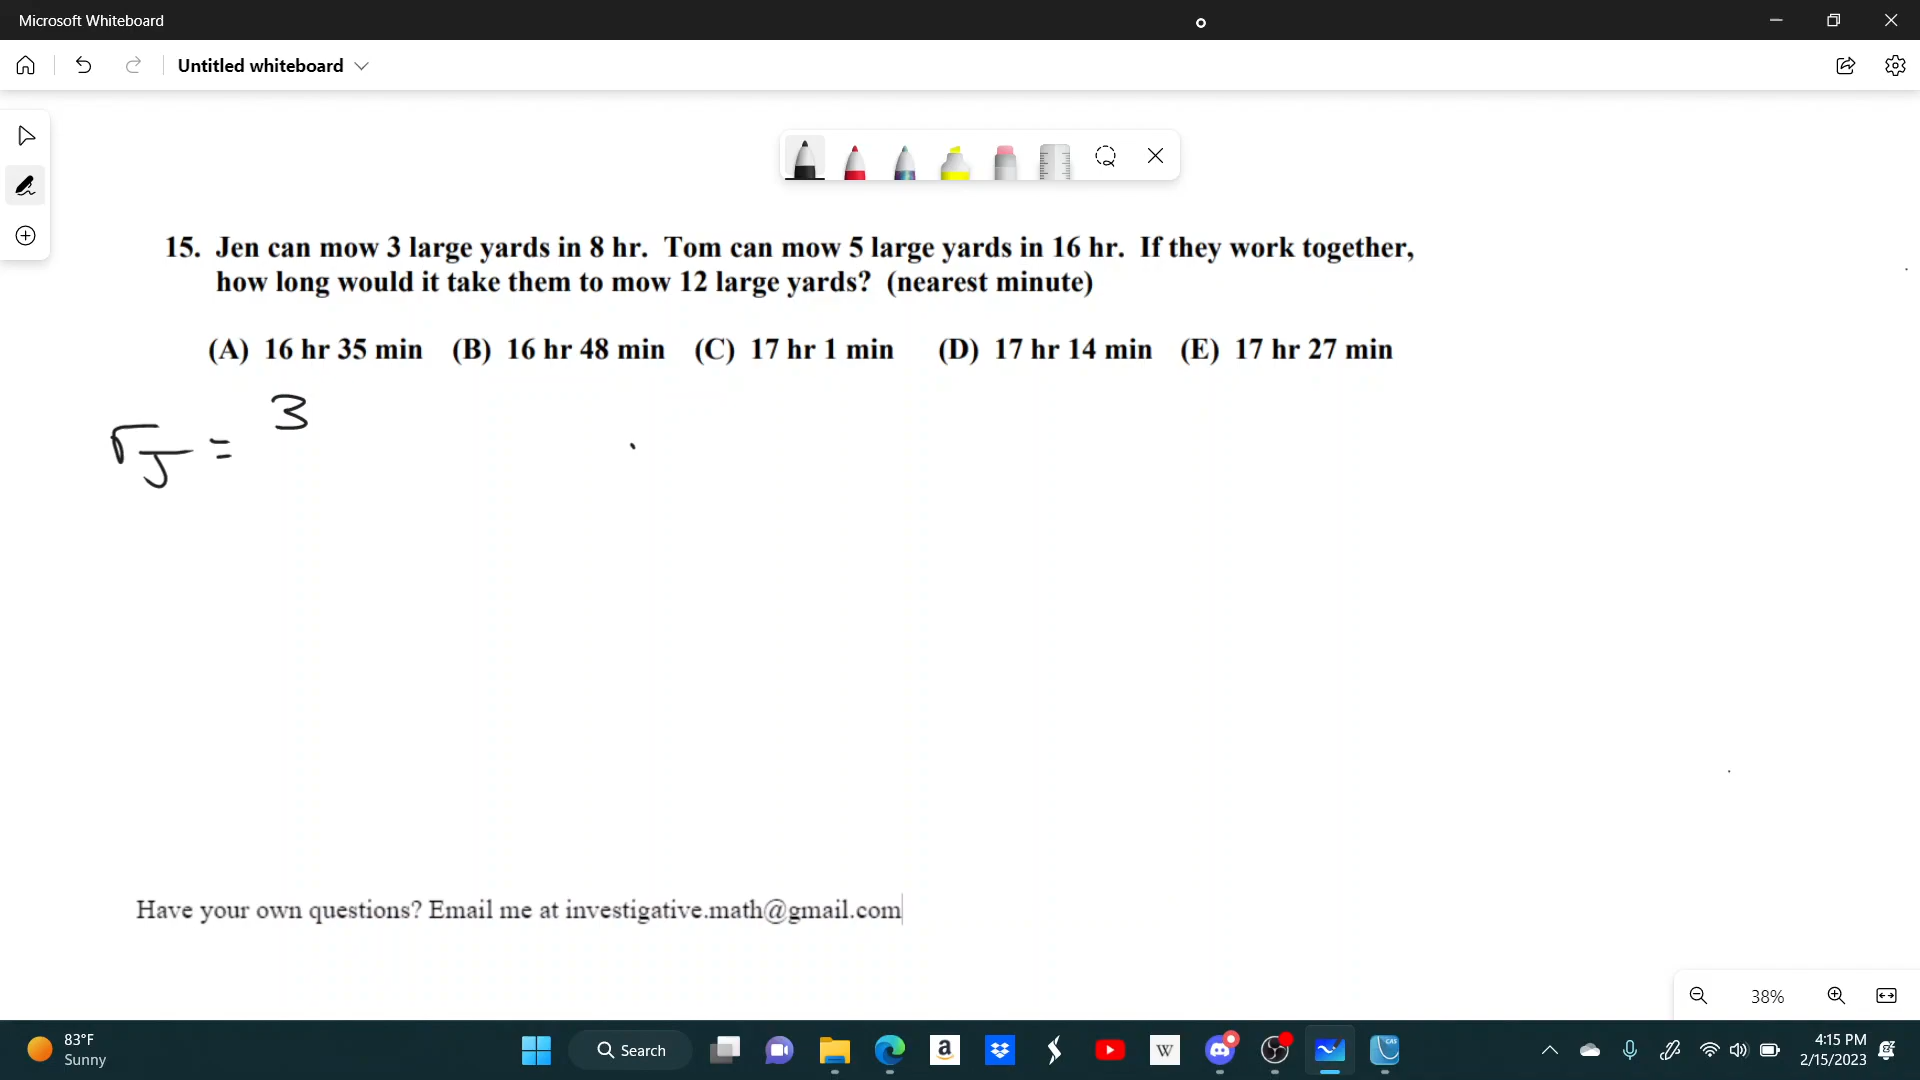 Microsoft Whiteboard
Untitled whiteboard
15. Jen can mow 3 large yards in 8 hr. Tom can mow 5 large yards in 16 hr. If they work together,
how long would it take them to mow 12 large yards? (nearest minute)
(A) 16 hr 35 min (B) 16 hr 48 min (C) 17 hr 1 min (D) 17 hr 14 min (E) 17 hr 27 min
r_J = 3
Have your own questions? Email me at investigative.math@gmail.com
38%
83°F
Sunny
Search
4:15 PM
2/15/2023